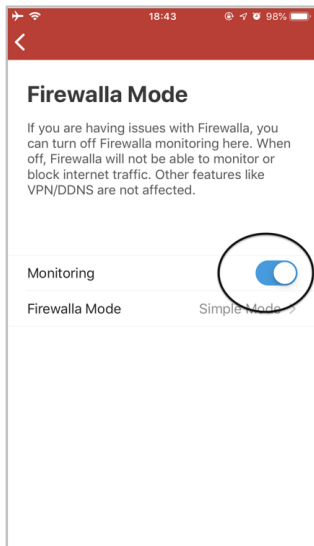 18:43
98%
Firewalla Mode
If you are having issues with Firewalla, you
can turn off Firewalla monitoring here. When
off, Firewalla will not be able to monitor or
block internet traffic. Other features like
VPN/DDNS are not affected.
Monitoring
Firewalla Mode Simple Mode >